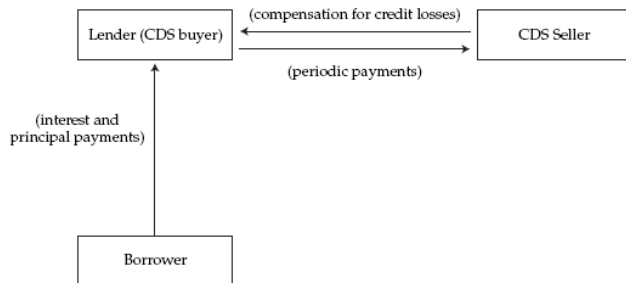 (compensation for credit losses)
Lender (CDS buyer)
CDS Seller
(periodic payments)
(interest and
principal payments)
Borrower